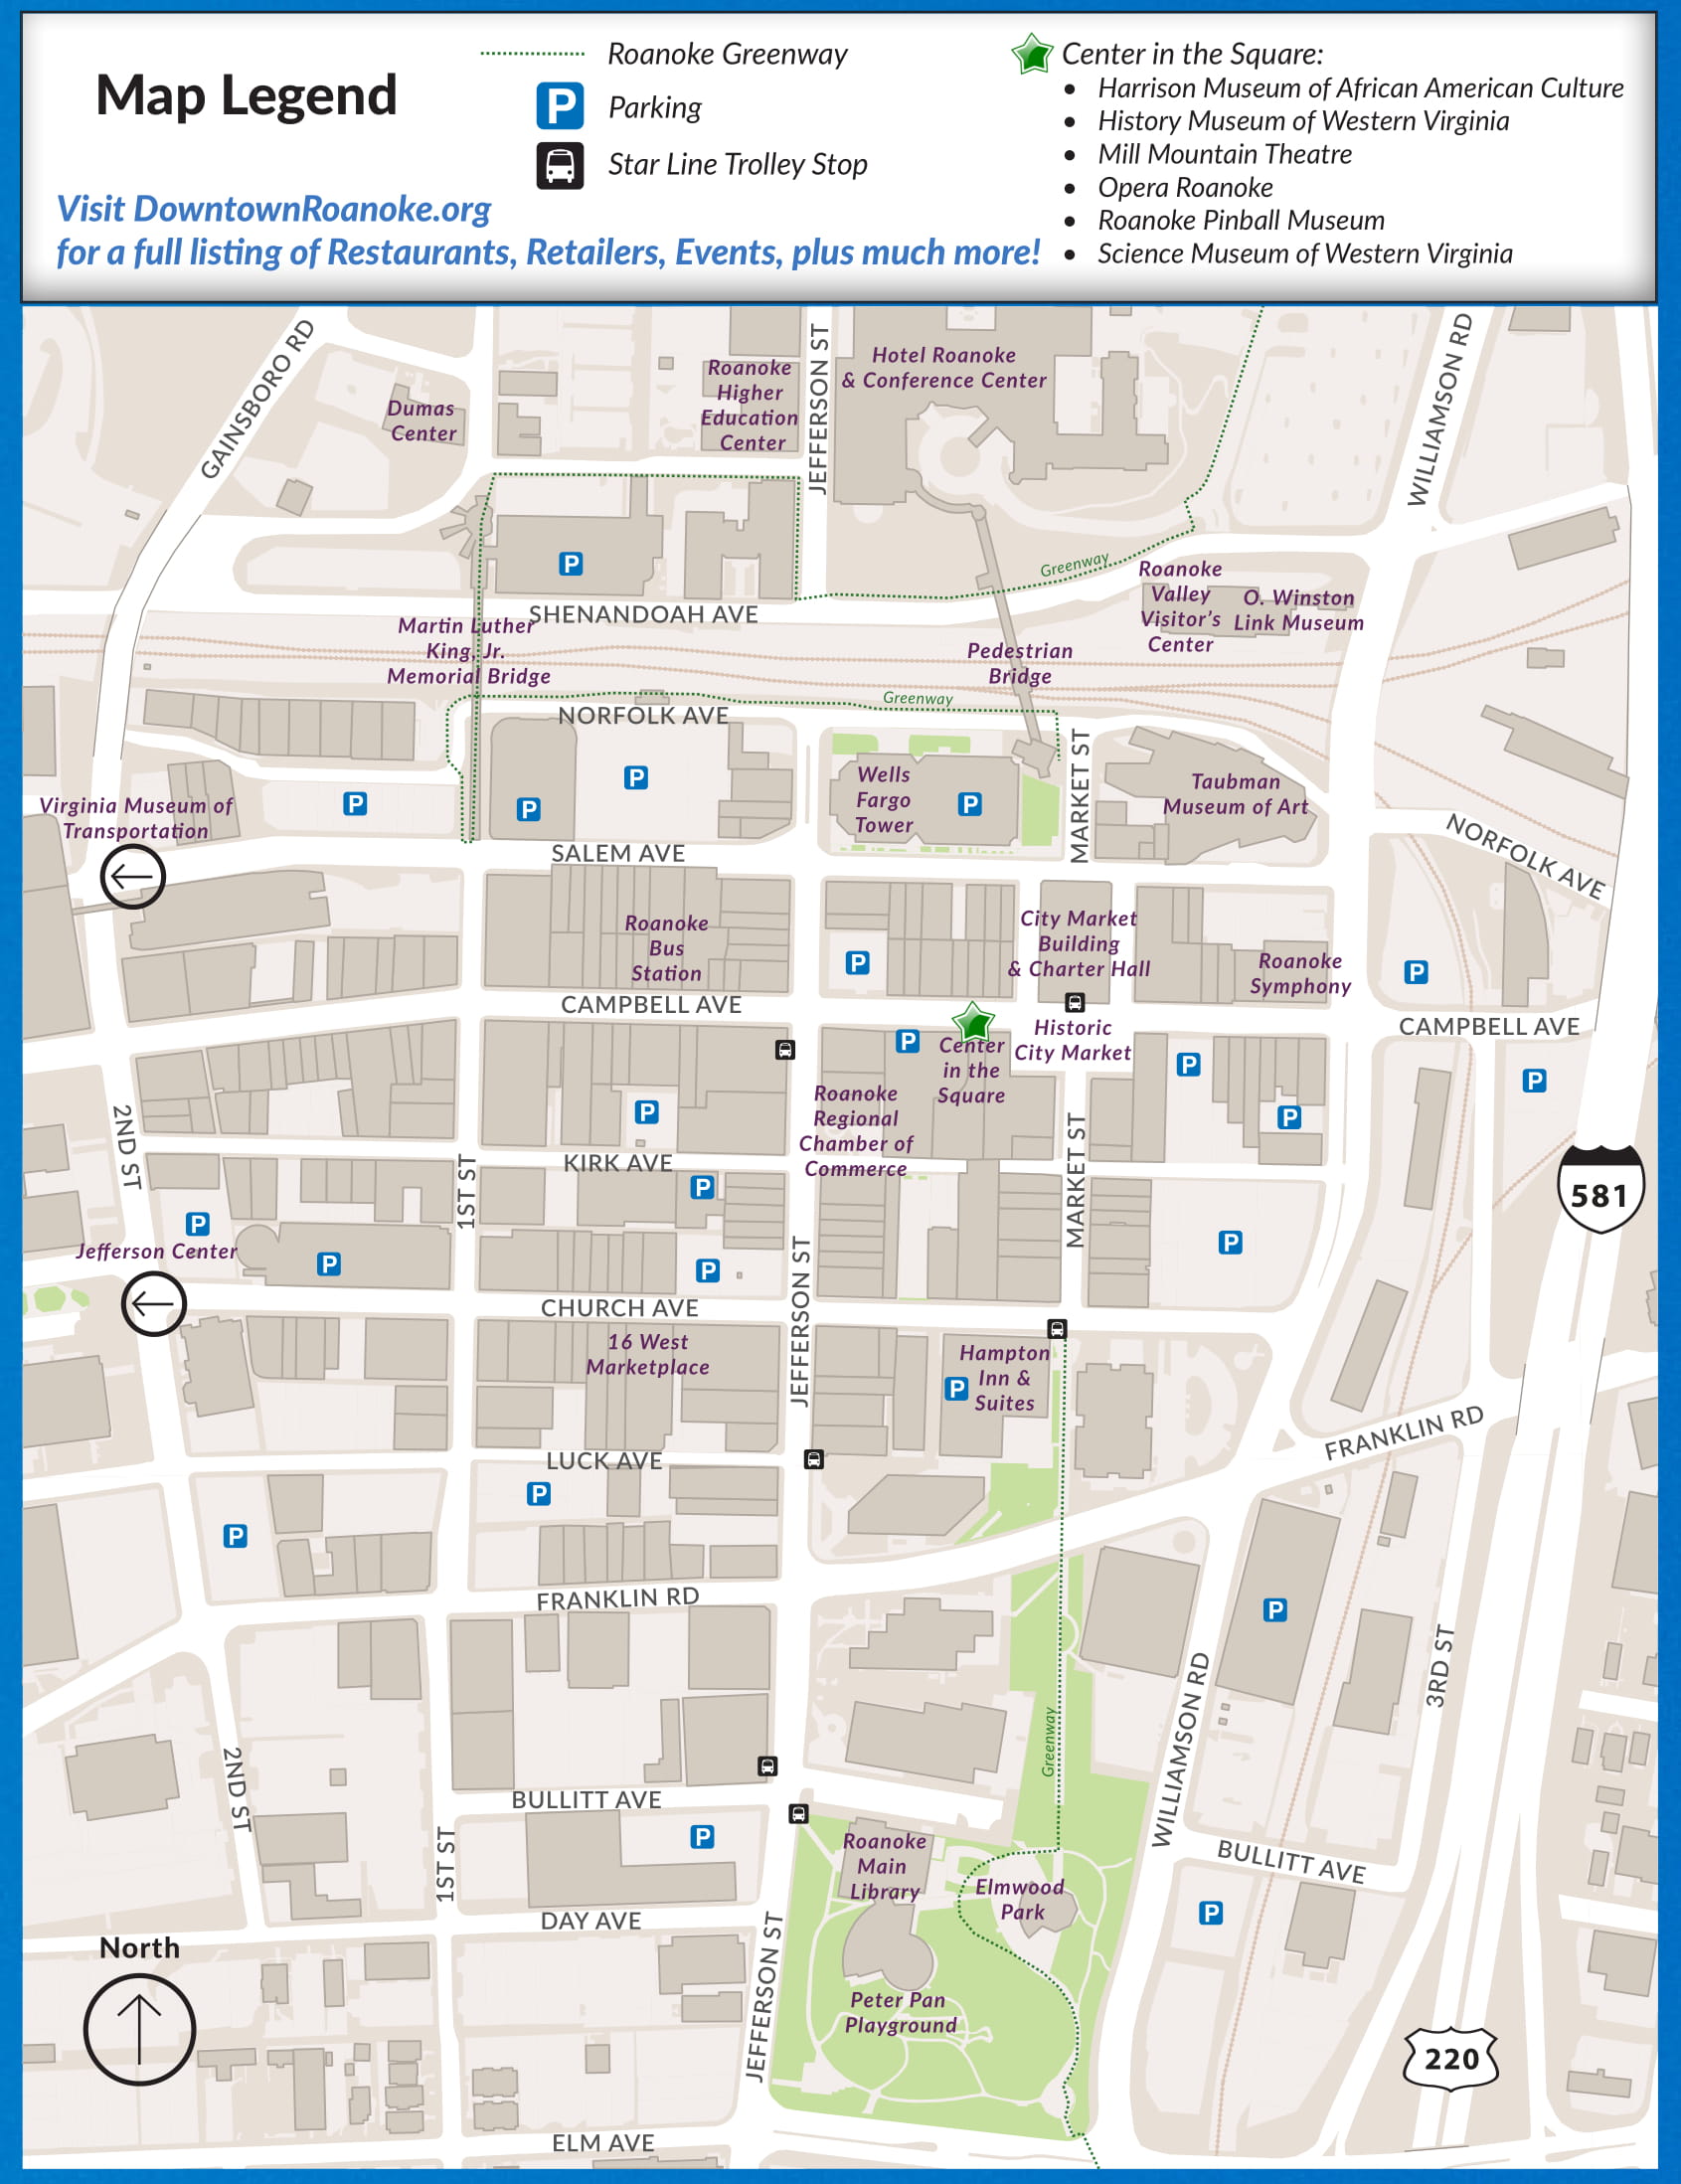 Map Legend
Roanoke Greenway
P
Parking
Star Line Trolley Stop
Visit DowntownRoanoke.org
for a full listing of Restaurants, Retailers, Events, plus much more!
Center in the Square:
• Harrison Museum of African American Culture
• History Museum of Western Virginia
• Mill Mountain Theatre
• Opera Roanoke
• Roanoke Pinball Museum
• Science Museum of Western Virginia
GAINSBORO RD
Dumas
Center
Roanoke
Higher
Education
Center
JEFFERSON ST
Hotel Roanoke
& Conference Center
WILLIAMSON RD
P
SHENANDOAH AVE
Greenway
Roanoke
Valley
Visitor's
Center
O. Winston
Link Museum
Martin Luther
King, Jr.
Memorial Bridge
Pedestrian
Bridge
Greenway
NORFOLK AVE
MARKET ST
Virginia Museum of
Transportation
P
P
P
Wells
Fargo
Tower
P
Taubman
Museum of Art
NORFOLK AVE
SALEM AVE
Roanoke
Bus
Station
P
City Market
Building
& Charter Hall
Roanoke
Symphony
P
CAMPBELL AVE
Historic
City Market
CAMPBELL AVE
P
Center
in the
Square
P
P
P
P
Roanoke
Regional
Chamber of
Commerce
2ND ST
1ST ST
KIRK AVE
MARKET ST
581
P
P
P
Jefferson Center
P
P
JEFFERSON ST
CHURCH AVE
16 West
Marketplace
Hampton
Inn &
Suites
P
FRANKLIN RD
LUCK AVE
P
P
FRANKLIN RD
P
WILLIAMSON RD
3RD ST
Greenway
2ND ST
BULLITT AVE
1ST ST
P
Roanoke
Main
Library
Elmwood
Park
BULLITT AVE
P
DAY AVE
North
JEFFERSON ST
Peter Pan
Playground
220
ELM AVE